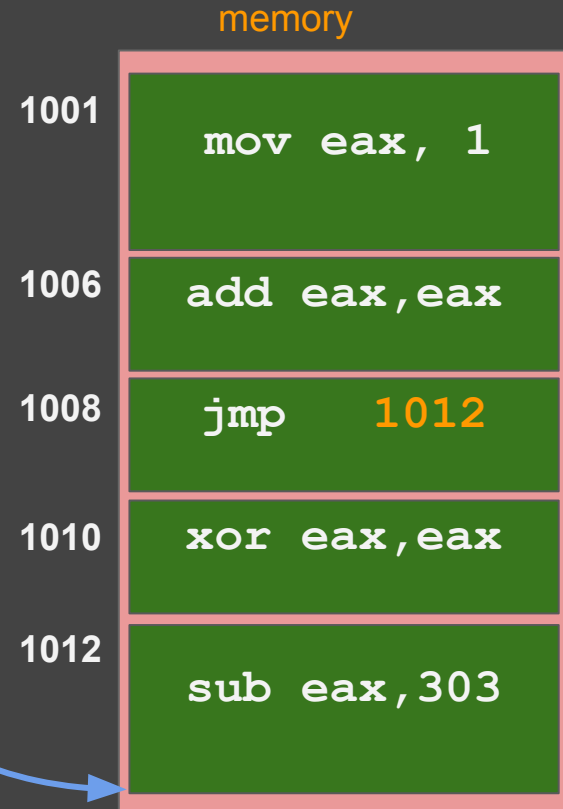 memory
1001 mov eax, 1
1006 add eax,eax
1008 jmp 1012
1010 xor eax,eax
1012 sub eax,303